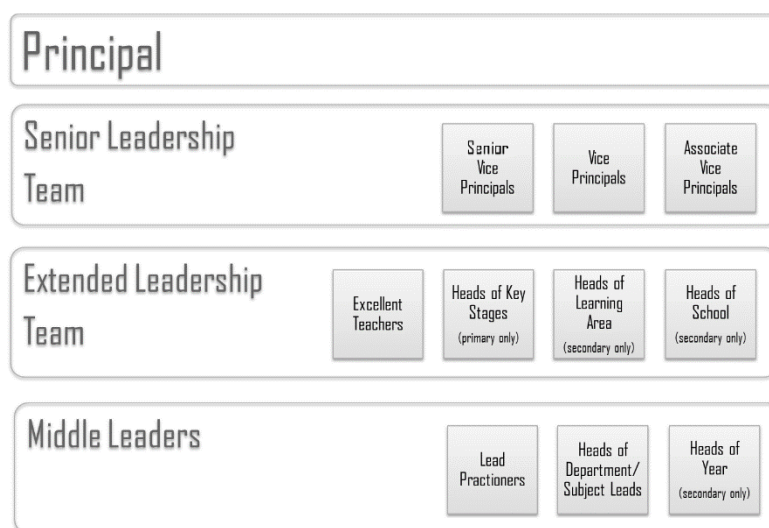 Principal
Senior Leadership
Team
Senior
Vice
Principals
Vice
Principals
Associate
Vice
Principals
Extended Leadership
Team
Excellent
Teachers
Heads of Key
Stages
(primary only)
Heads of
Learning
Area
(secondary only)
Heads of
School
(secondary only)
Middle Leaders
Lead
Practioners
Heads of
Department/
Subject Leads
Heads of
Year
(secondary only)